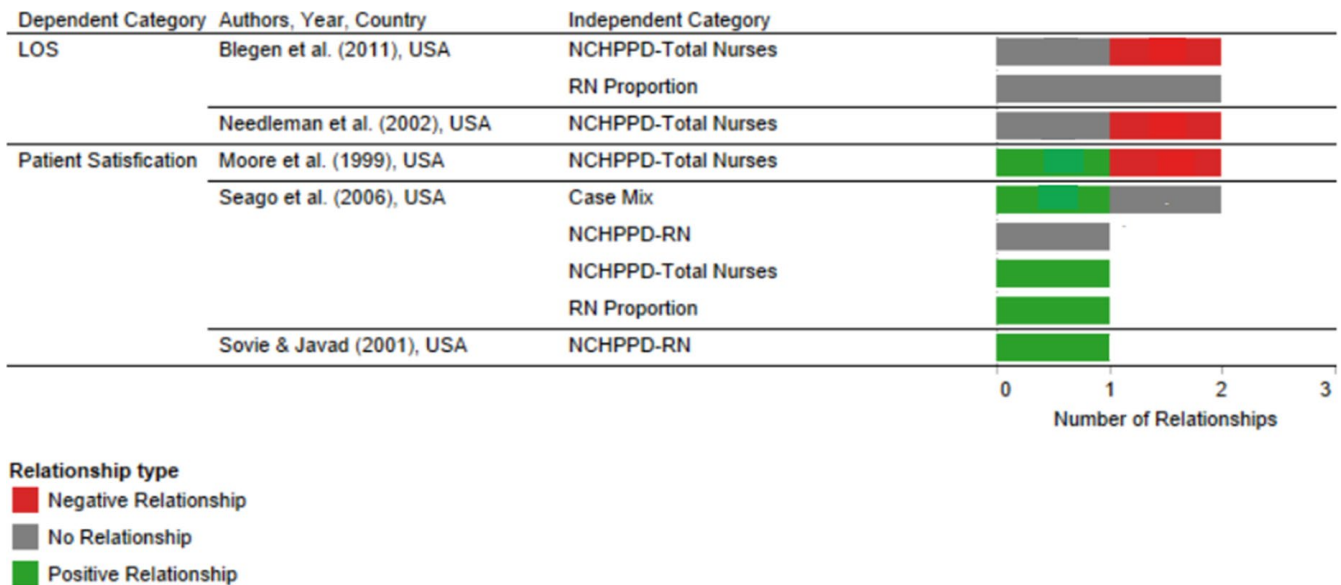 Dependent Category Authors, Year, Country Independent Category
LOS Blegen et al. (2011), USA NCHPPD-Total Nurses
RN Proportion
Needleman et al. (2002), USA NCHPPD-Total Nurses
Patient Satisfication Moore et al. (1999), USA NCHPPD-Total Nurses
Seago et al. (2006), USA Case Mix
NCHPPD-RN
NCHPPD-Total Nurses
RN Proportion
Sovie & Javad (2001), USA NCHPPD-RN
0 1 2 3
Number of Relationships
Relationship type
Negative Relationship
No Relationship
Positive Relationship